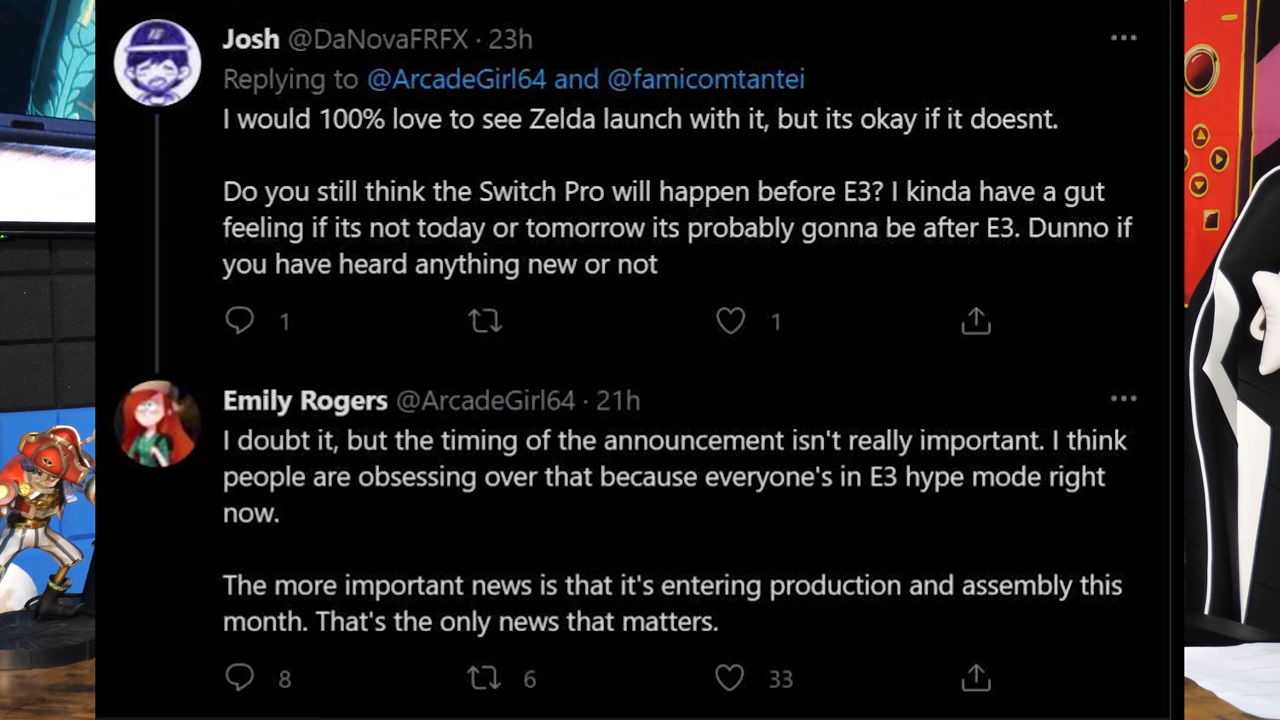 Josh @DaNovaFRFX · 23h
Replying to @ArcadeGirl64 and @famicomtantei
I would 100% love to see Zelda launch with it, but its okay if it doesnt.
Do you still think the Switch Pro will happen before E3? I kinda have a gut
feeling if its not today or tomorrow its probably gonna be after E3. Dunno if
you have heard anything new or not
1 1
Emily Rogers @ArcadeGirl64 · 21h
I doubt it, but the timing of the announcement isn't really important. I think
people are obsessing over that because everyone's in E3 hype mode right
now.
The more important news is that it's entering production and assembly this
month. That's the only news that matters.
8 6 33